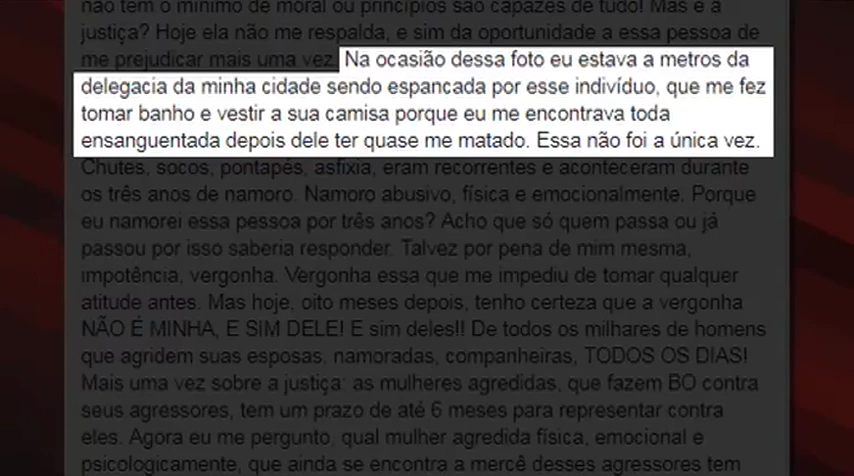 não tem o mínimo de moral ou princípios são capazes de tudo! Mas e a
justiça? Hoje ela não me respalda, e sim da oportunidade a essa pessoa de
me prejudicar mais uma vez. Na ocasião dessa foto eu estava a metros da
delegacia da minha cidade sendo espancada por esse indivíduo, que me fez
tomar banho e vestir a sua camisa porque eu me encontrava toda
ensanguentada depois dele ter quase me matado. Essa não foi a única vez.
Chutes, socos, pontapés, asfixia, eram recorrentes e aconteceram durante
os três anos de namoro. Namoro abusivo, física e emocionalmente. Porque
eu namorei essa pessoa por três anos? Acho que só quem passa ou já
passou por isso saberia responder. Talvez por pena de mim mesma,
impotência, vergonha. Vergonha essa que me impediu de tomar qualquer
atitude antes. Mas hoje, oito meses depois, tenho certeza que a vergonha
NÃO É MINHA, E SIM DELE! E sim deles!! De todos os milhares de homens
que agridem suas esposas, namoradas, companheiras, TODOS OS DIAS!
Mais uma vez sobre a justiça: as mulheres agredidas, que fazem BO contra
seus agressores, tem um prazo de até 6 meses para representar contra
eles. Agora eu me pergunto, qual mulher agredida física, emocional e
psicologicamente, que ainda se encontra a mercê desses agressores tem